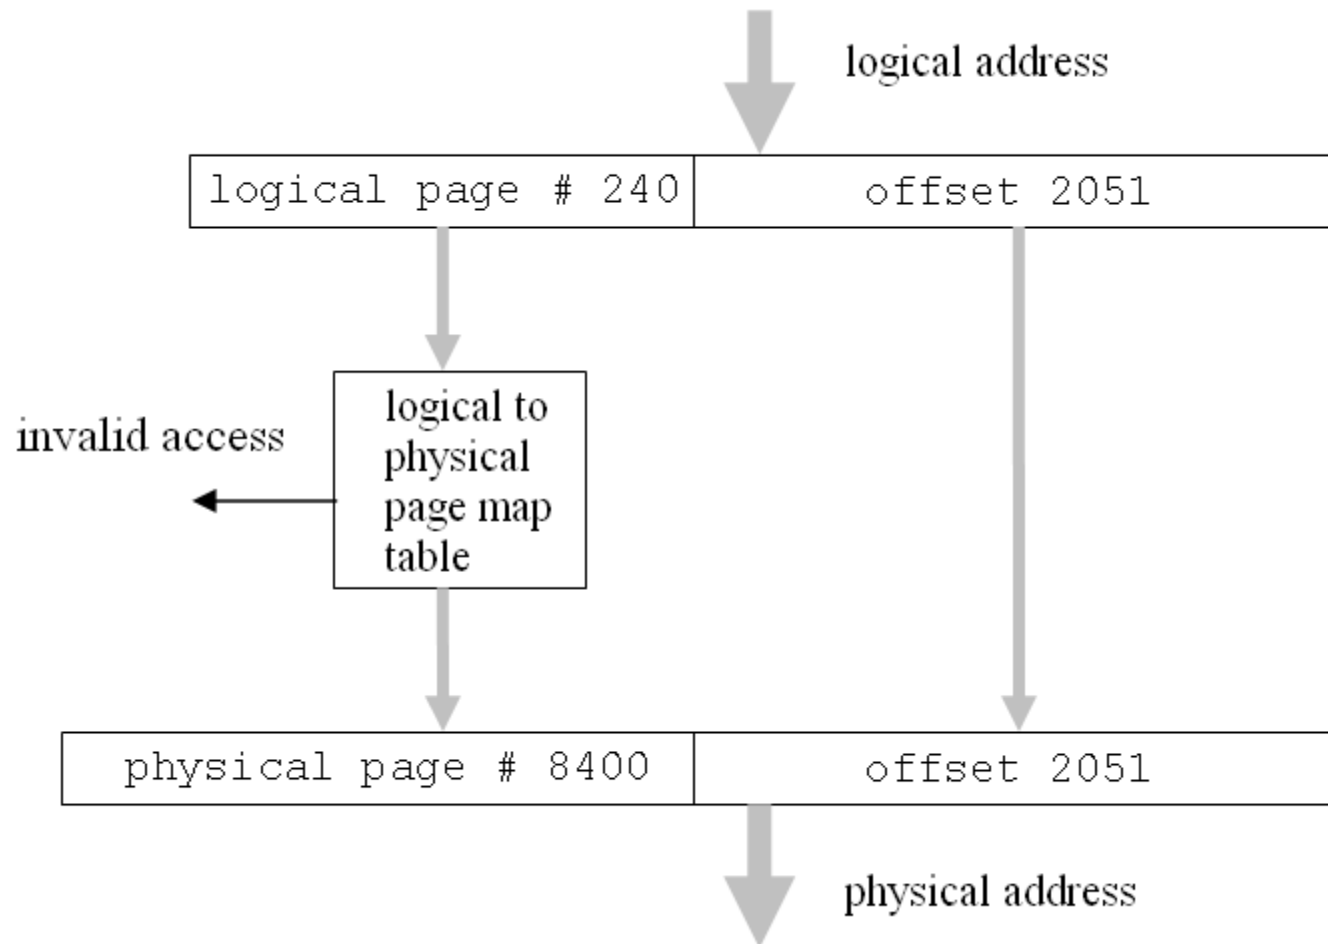 logical address
logical page # 240
offset 2051
invalid access
logical to
physical
page map
table
physical page # 8400
offset 2051
physical address